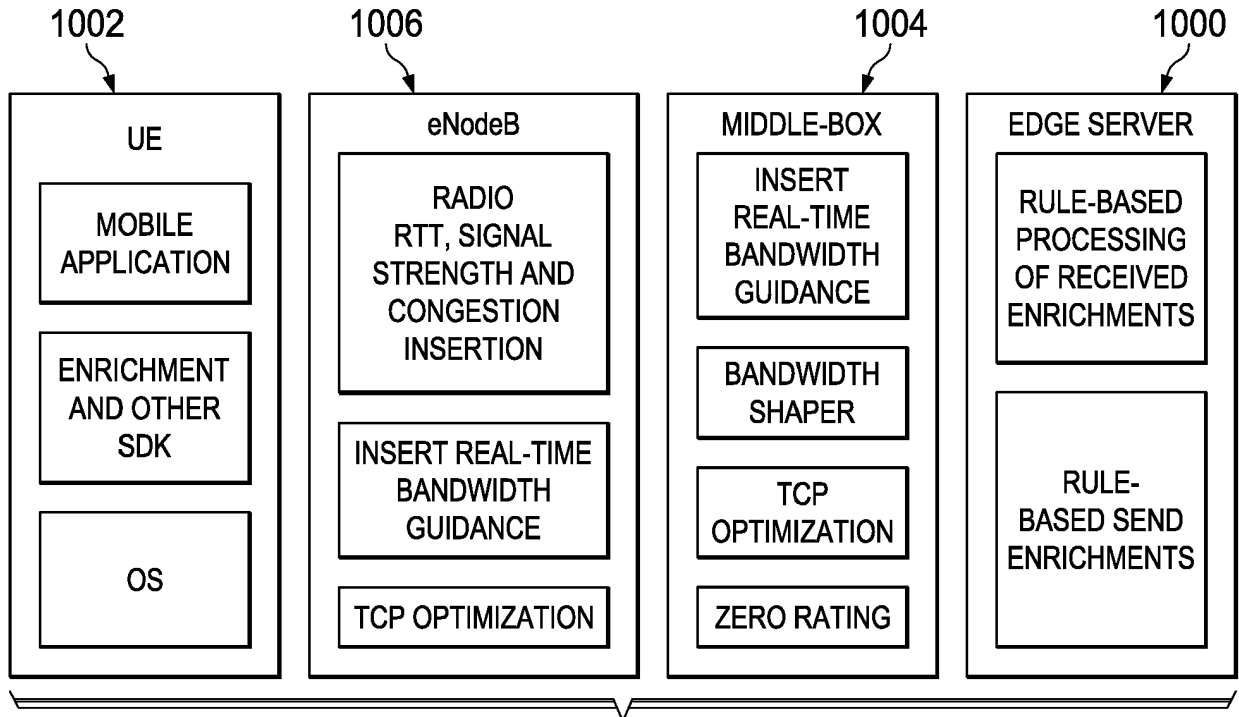 1002
1006
1004
1000
UE
MOBILE
APPLICATION
ENRICHMENT
AND OTHER
SDK
OS
eNodeB
RADIO
RTT, SIGNAL
STRENGTH AND
CONGESTION
INSERTION
INSERT REAL-TIME
BANDWIDTH
GUIDANCE
TCP OPTIMIZATION
MIDDLE-BOX
INSERT
REAL-TIME
BANDWIDTH
GUIDANCE
BANDWIDTH
SHAPER
TCP
OPTIMIZATION
ZERO RATING
EDGE SERVER
RULE-BASED
PROCESSING
OF RECEIVED
ENRICHMENTS
RULE-
BASED SEND
ENRICHMENTS